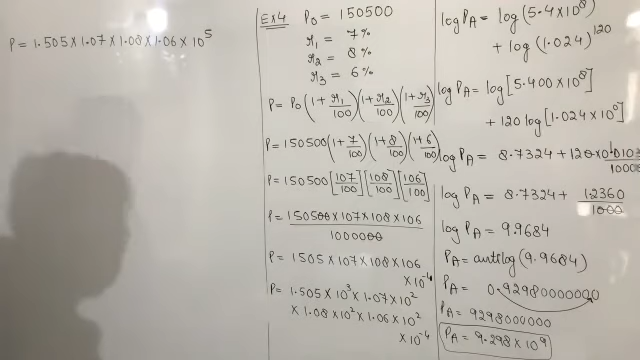 P = 1.505 × 1.07 × 1.08 × 1.06 × 10⁵
Ex4 P₀ = 150500
r₁ = 7%
r₂ = 8%
r₃ = 6%
P = P₀(1 + r₁/100)(1 + r₂/100)(1 + r₃/100)
P = 150500(1 + 7/100)(1 + 8/100)(1 + 6/100)
P = 150500[107/100][108/100][106/100]
P = 150500 × 107 × 108 × 106 / 1000000
P = 1505 × 107 × 108 × 106
× 10⁻⁴
P = 1.505 × 10³ × 1.07 × 10²
× 1.08 × 10² × 1.06 × 10²
× 10⁻⁴
log P_A = log(5.4 × 10⁸)
+ log(1.024)¹²⁰
log P_A = log[5.400 × 10⁸]
+ 120 log[1.024 × 10⁰]
log P_A = 8.7324 +
log P_A = 8.7324 + 1.2360
log P_A = 9.9684
P_A = antilog(9.9684)
P_A = 0.92980000000
P_A = 9298000000
P_A = 9.298 × 10⁹